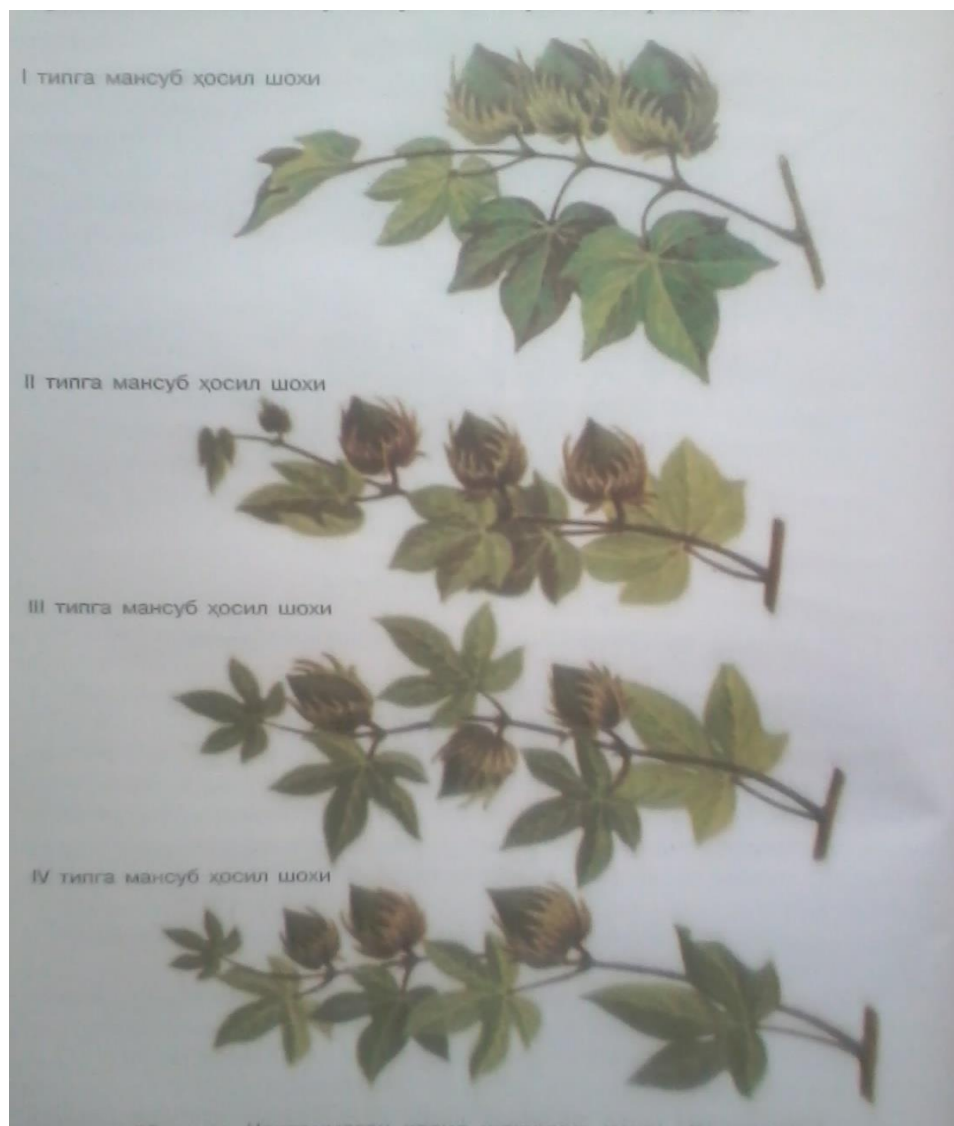 I типга мансуб ҳосил шохи
II типга мансуб ҳосил шохи
III типга мансуб ҳосил шохи
IV типга мансуб ҳосил шохи